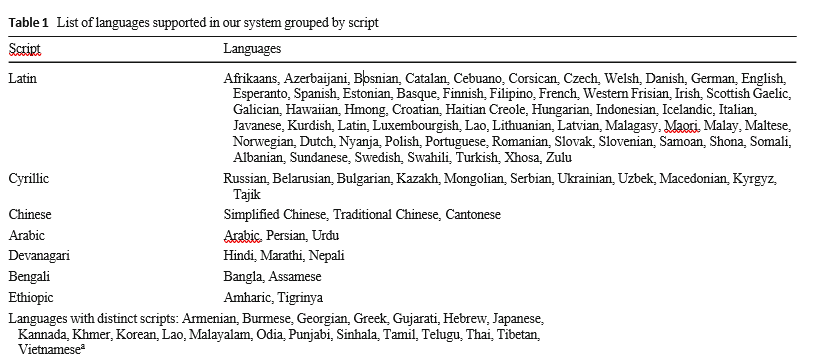 Table 1 List of languages supported in our system grouped by script
Script Languages
Latin Afrikaans, Azerbaijani, Bosnian, Catalan, Cebuano, Corsican, Czech, Welsh, Danish, German, English,
Esperanto, Spanish, Estonian, Basque, Finnish, Filipino, French, Western Frisian, Irish, Scottish Gaelic,
Galician, Hawaiian, Hmong, Croatian, Haitian Creole, Hungarian, Indonesian, Icelandic, Italian,
Javanese, Kurdish, Latin, Luxembourgish, Lao, Lithuanian, Latvian, Malagasy, Maori, Malay, Maltese,
Norwegian, Dutch, Nyanja, Polish, Portuguese, Romanian, Slovak, Slovenian, Samoan, Shona, Somali,
Albanian, Sundanese, Swedish, Swahili, Turkish, Xhosa, Zulu
Cyrillic Russian, Belarusian, Bulgarian, Kazakh, Mongolian, Serbian, Ukrainian, Uzbek, Macedonian, Kyrgyz,
Tajik
Chinese Simplified Chinese, Traditional Chinese, Cantonese
Arabic Arabic, Persian, Urdu
Devanagari Hindi, Marathi, Nepali
Bengali Bangla, Assamese
Ethiopic Amharic, Tigrinya
Languages with distinct scripts: Armenian, Burmese, Georgian, Greek, Gujarati, Hebrew, Japanese,
Kannada, Khmer, Korean, Lao, Malayalam, Odia, Punjabi, Sinhala, Tamil, Telugu, Thai, Tibetan,
Vietnameseª